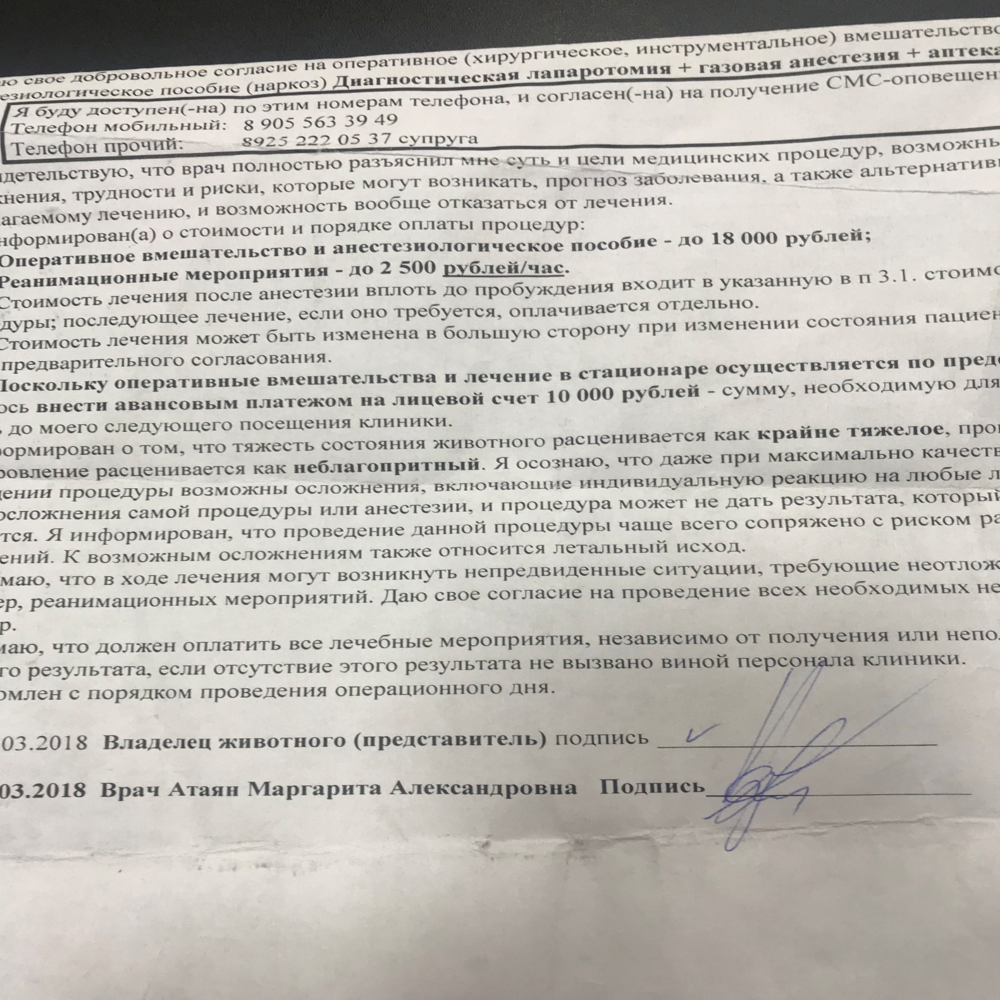 ю свое добровольное согласие на оперативное (хирургическое, инструментальное) вмешательство
езиологическое пособие (наркоз) Диагностическая лапаротомия + газовая анестезия + аптека
Я буду доступен(-на) по этим номерам телефона, и согласен(-на) на получение СМС-оповещен
Телефон мобильный: 8 905 563 39 49
Телефон прочий: 8925 222 05 37 супруга
идетельствую, что врач полностью разъяснил мне суть и цели медицинских процедур, возможны
жнения, трудности и риски, которые могут возникать, прогноз заболевания, а также альтернатив
лагаемому лечению, и возможность вообще отказаться от лечения.
нформирован(а) о стоимости и порядке оплаты процедур:
Оперативное вмешательство и анестезиологическое пособие - до 18 000 рублей;
Реанимационные мероприятия - до 2 500 рублей/час.
Стоимость лечения после анестезии вплоть до пробуждения входит в указанную в п 3.1. стоимо
дуры; последующее лечение, если оно требуется, оплачивается отдельно.
Стоимость лечения может быть изменена в большую сторону при изменении состояния пациен
предварительного согласования.
Поскольку оперативные вмешательства и лечение в стационаре осуществляется по пред
ось внести авансовым платежом на лицевой счет 10 000 рублей - сумму, необходимую для
ь до моего следующего посещения клиники.
формирован о том, что тяжесть состояния животного расценивается как крайне тяжелое, про
ровление расценивается как неблагопритный. Я осознаю, что даже при максимально качеств
дении процедуры возможны осложнения, включающие индивидуальную реакцию на любые л
осложнения самой процедуры или анестезии, и процедура может не дать результата, который
тся. Я информирован, что проведение данной процедуры чаще всего сопряжено с риском ра
ений. К возможным осложнениям также относится летальный исход.
маю, что в ходе лечения могут возникнуть непредвиденные ситуации, требующие неотлож
ер, реанимационных мероприятий. Даю свое согласие на проведение всех необходимых не
р.
маю, что должен оплатить все лечебные мероприятия, независимо от получения или непол
го результата, если отсутствие этого результата не вызвано виной персонала клиники.
омлен с порядком проведения операционного дня.
03.2018 Владелец животного (представитель) подпись
03.2018 Врач Атаян Маргарита Александровна Подпись